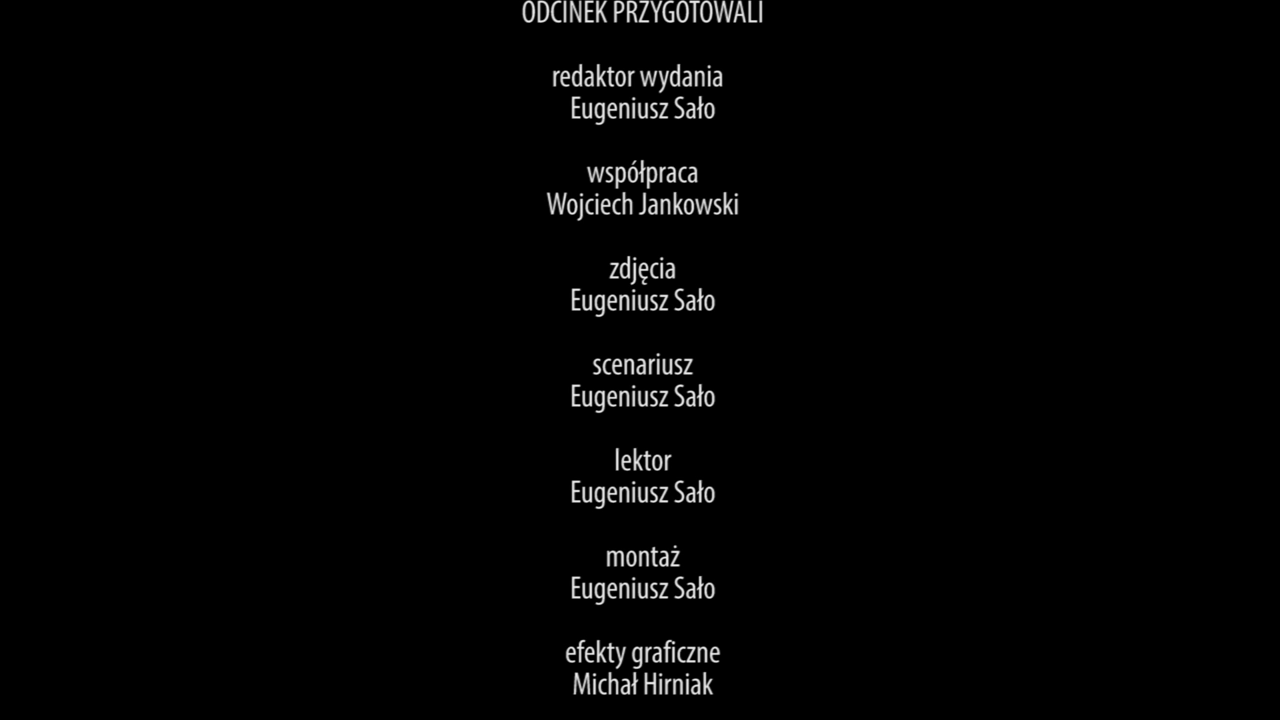 ODCINEK PRZYGOTOWALI
redaktor wydania
Eugeniusz Sało
współpraca
Wojciech Jankowski
zdjęcia
Eugeniusz Sało
scenariusz
Eugeniusz Sało
lektor
Eugeniusz Sało
montaż
Eugeniusz Sało
efekty graficzne
Michał Hirniak